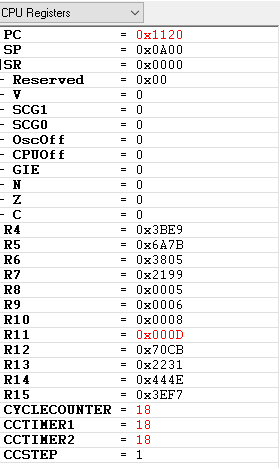 CPU Registers
PC = 0x1120
SP = 0x0A00
SR = 0x0000
- Reserved = 0x00
- V = 0
- SCG1 = 0
- SCG0 = 0
- OscOff = 0
- CPUOff = 0
- GIE = 0
- N = 0
- Z = 0
- C = 0
R4 = 0x3BE9
R5 = 0x6A7B
R6 = 0x3805
R7 = 0x2199
R8 = 0x0005
R9 = 0x0006
R10 = 0x0008
R11 = 0x000D
R12 = 0x70CB
R13 = 0x2231
R14 = 0x444E
R15 = 0x3EF7
CYCLECOUNTER = 18
CCTIMER1 = 18
CCTIMER2 = 18
CCSTEP = 1